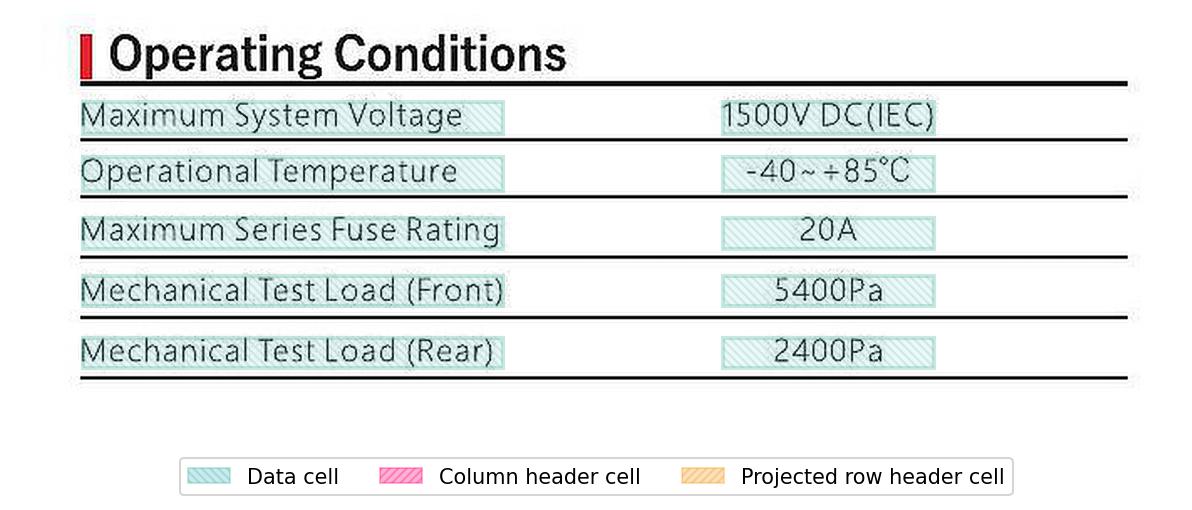 Operating Conditions
Maximum System Voltage 1500V DC(IEC)
Operational Temperature -40~+85°C
Maximum Series Fuse Rating 20A
Mechanical Test Load (Front) 5400Pa
Mechanical Test Load (Rear) 2400Pa
Data cell Column header cell Projected row header cell